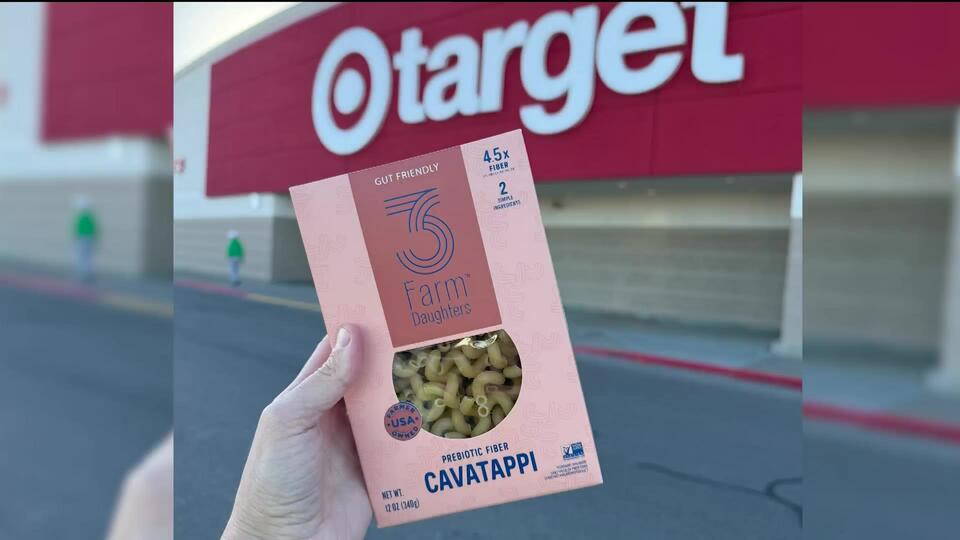 target
GUT FRIENDLY
3
Farm™
Daughters
4.5x
FIBER
2
SIMPLE
INGREDIENTS
FARMER
USA
OWNED
PREBIOTIC FIBER
CAVATAPPI
NET WT.
12 OZ (340g)